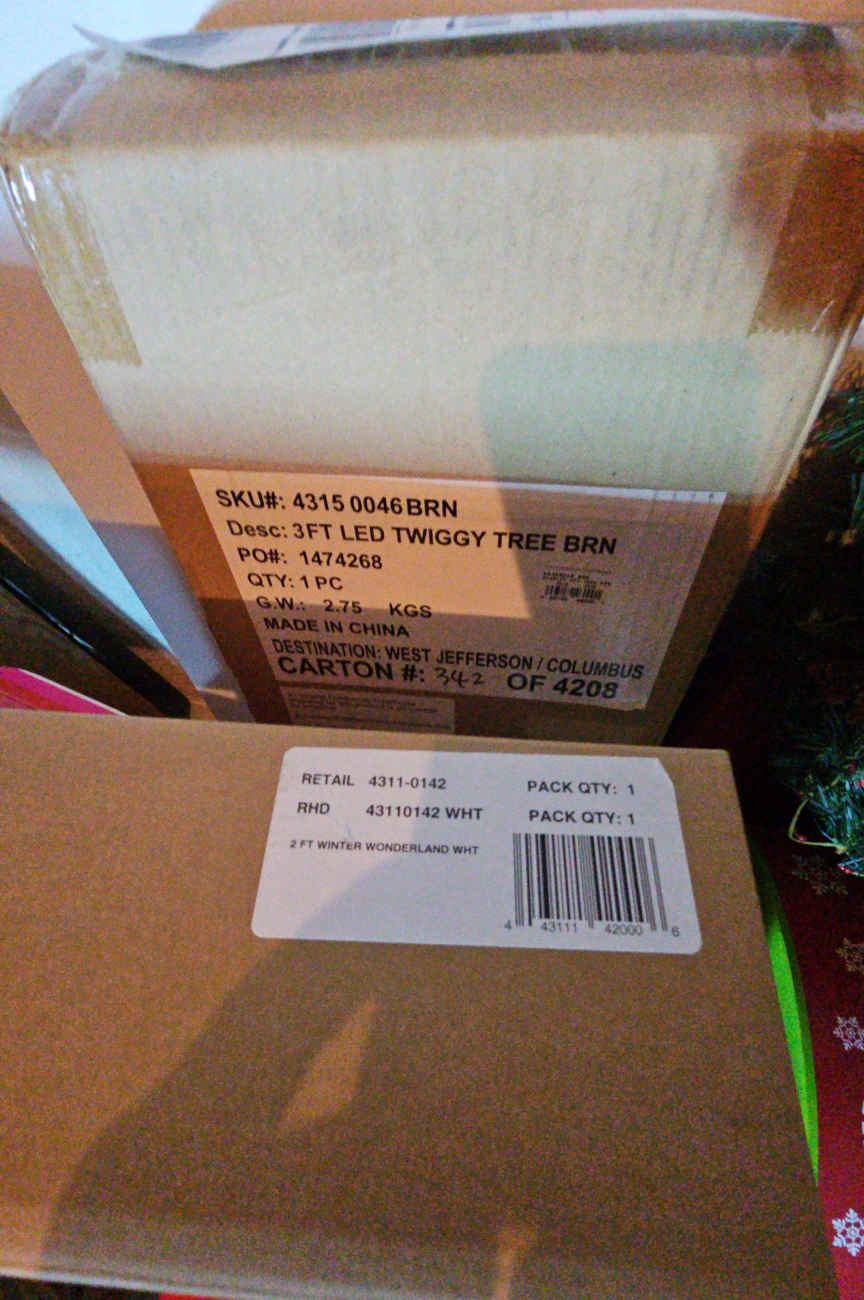 SKU#: 4315 0046BRN
Desc: 3FT LED TWIGGY TREE BRN
PO#: 1474268
QTY: 1 PC
G.W.: 2.75 KGS
MADE IN CHINA
DESTINATION: WEST JEFFERSON / COLUMBUS
CARTON #: 342 OF 4208
RETAIL 4311-0142 PACK QTY: 1
RHD 43110142 WHT PACK QTY: 1
2 FT WINTER WONDERLAND WHT
4 43111 42000 6